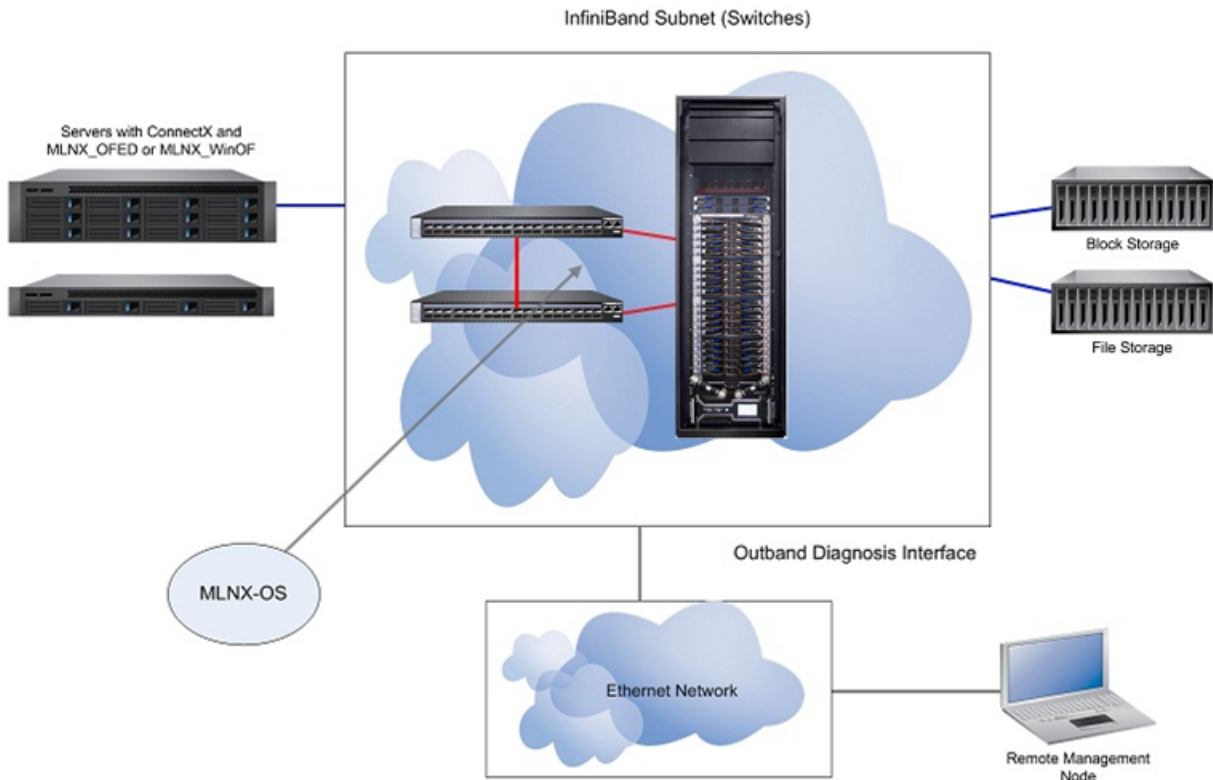 InfiniBand Subnet (Switches)
Servers with ConnectX and
MLNX_OFED or MLNX_WinOF
Block Storage
File Storage
Outband Diagnosis Interface
MLNX-OS
Ethernet Network
Remote Management
Node